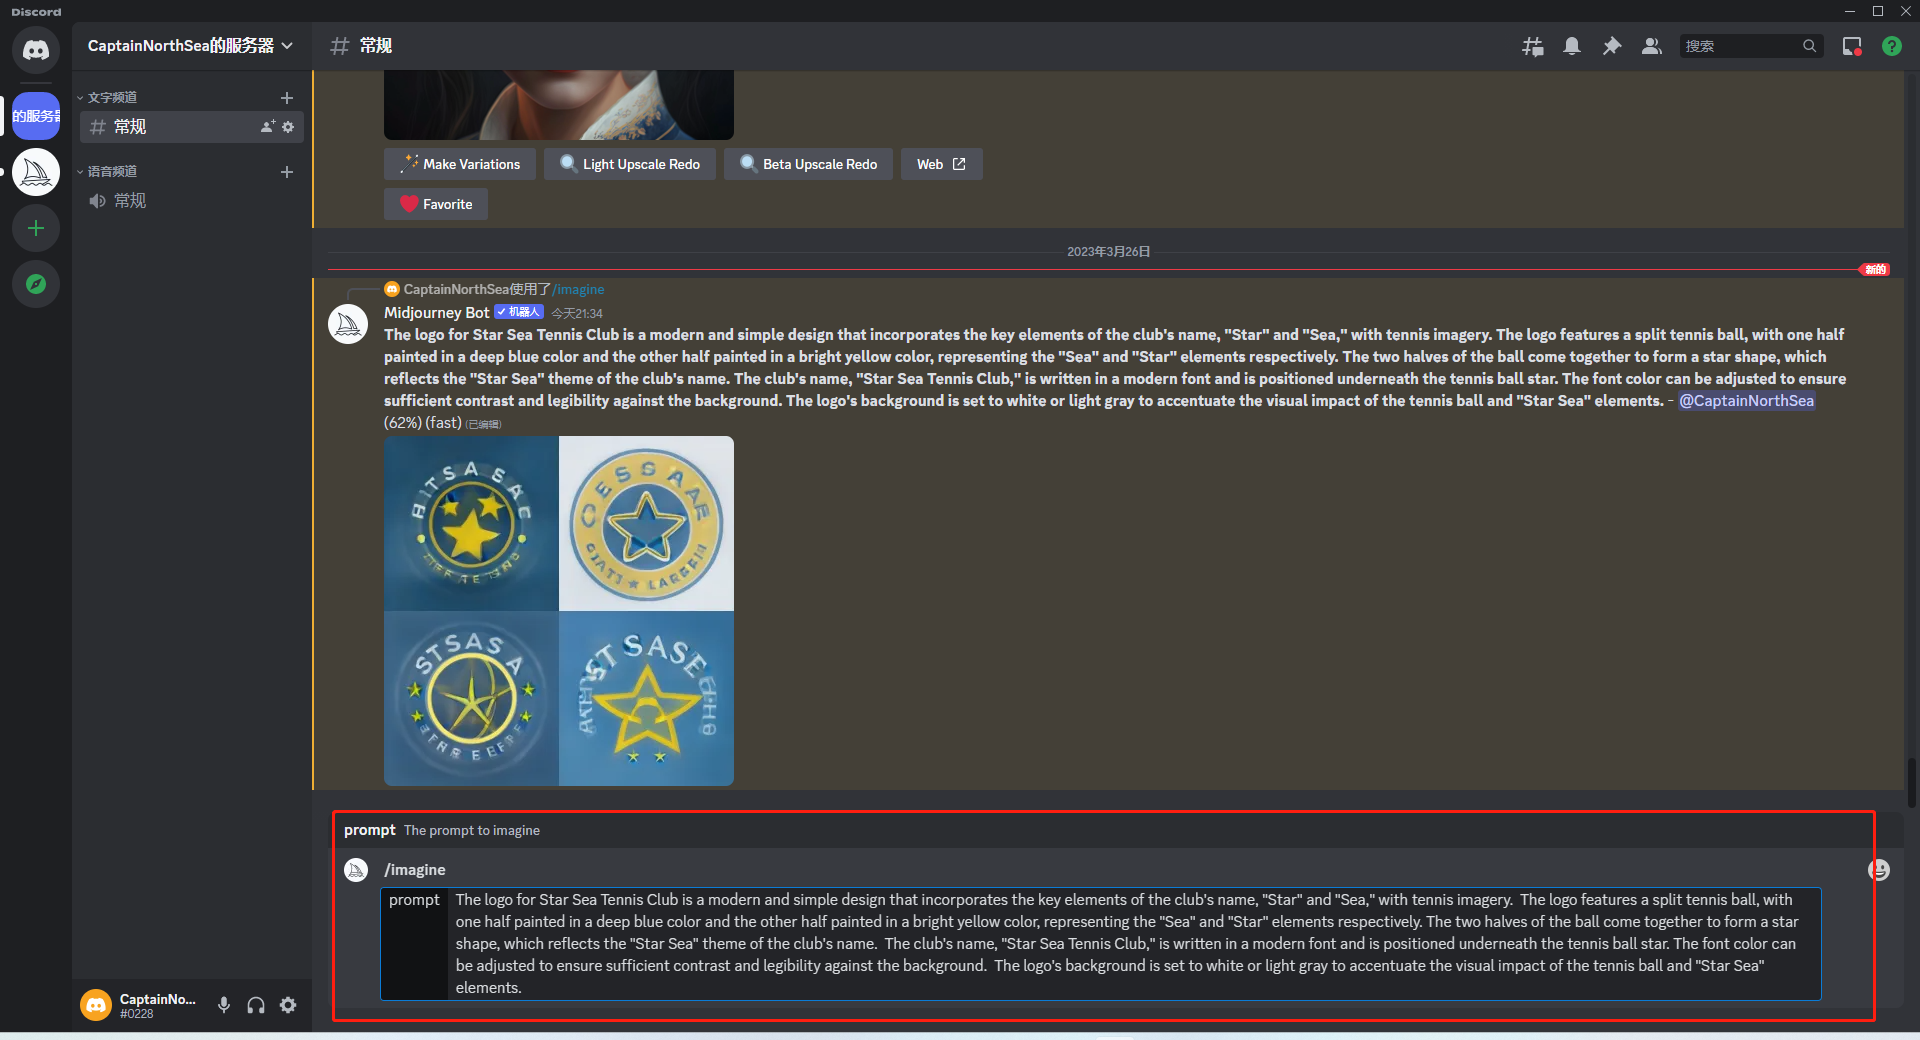 Discord
CaptainNorthSea的服务器
常规
搜索
的服务器
文字频道
常规
语音频道
常规
Make Variations
Light Upscale Redo
Beta Upscale Redo
Web
Favorite
2023年3月26日
新的
CaptainNorthSea使用了/imagine
Midjourney Bot 机器人 今天21:34
The logo for Star Sea Tennis Club is a modern and simple design that incorporates the key elements of the club's name, "Star" and "Sea," with tennis imagery. The logo features a split tennis ball, with one half
painted in a deep blue color and the other half painted in a bright yellow color, representing the "Sea" and "Star" elements respectively. The two halves of the ball come together to form a star shape, which
reflects the "Star Sea" theme of the club's name. The club's name, "Star Sea Tennis Club," is written in a modern font and is positioned underneath the tennis ball star. The font color can be adjusted to ensure
sufficient contrast and legibility against the background. The logo's background is set to white or light gray to accentuate the visual impact of the tennis ball and "Star Sea" elements. - @CaptainNorthSea
(62%) (fast) (已编辑)
STSAS A
ST SASE
prompt The prompt to imagine
/imagine
prompt The logo for Star Sea Tennis Club is a modern and simple design that incorporates the key elements of the club's name, "Star" and "Sea," with tennis imagery. The logo features a split tennis ball, with
one half painted in a deep blue color and the other half painted in a bright yellow color, representing the "Sea" and "Star" elements respectively. The two halves of the ball come together to form a star
shape, which reflects the "Star Sea" theme of the club's name. The club's name, "Star Sea Tennis Club," is written in a modern font and is positioned underneath the tennis ball star. The font color can
be adjusted to ensure sufficient contrast and legibility against the background. The logo's background is set to white or light gray to accentuate the visual impact of the tennis ball and "Star Sea"
elements.
CaptainNo...
#0228